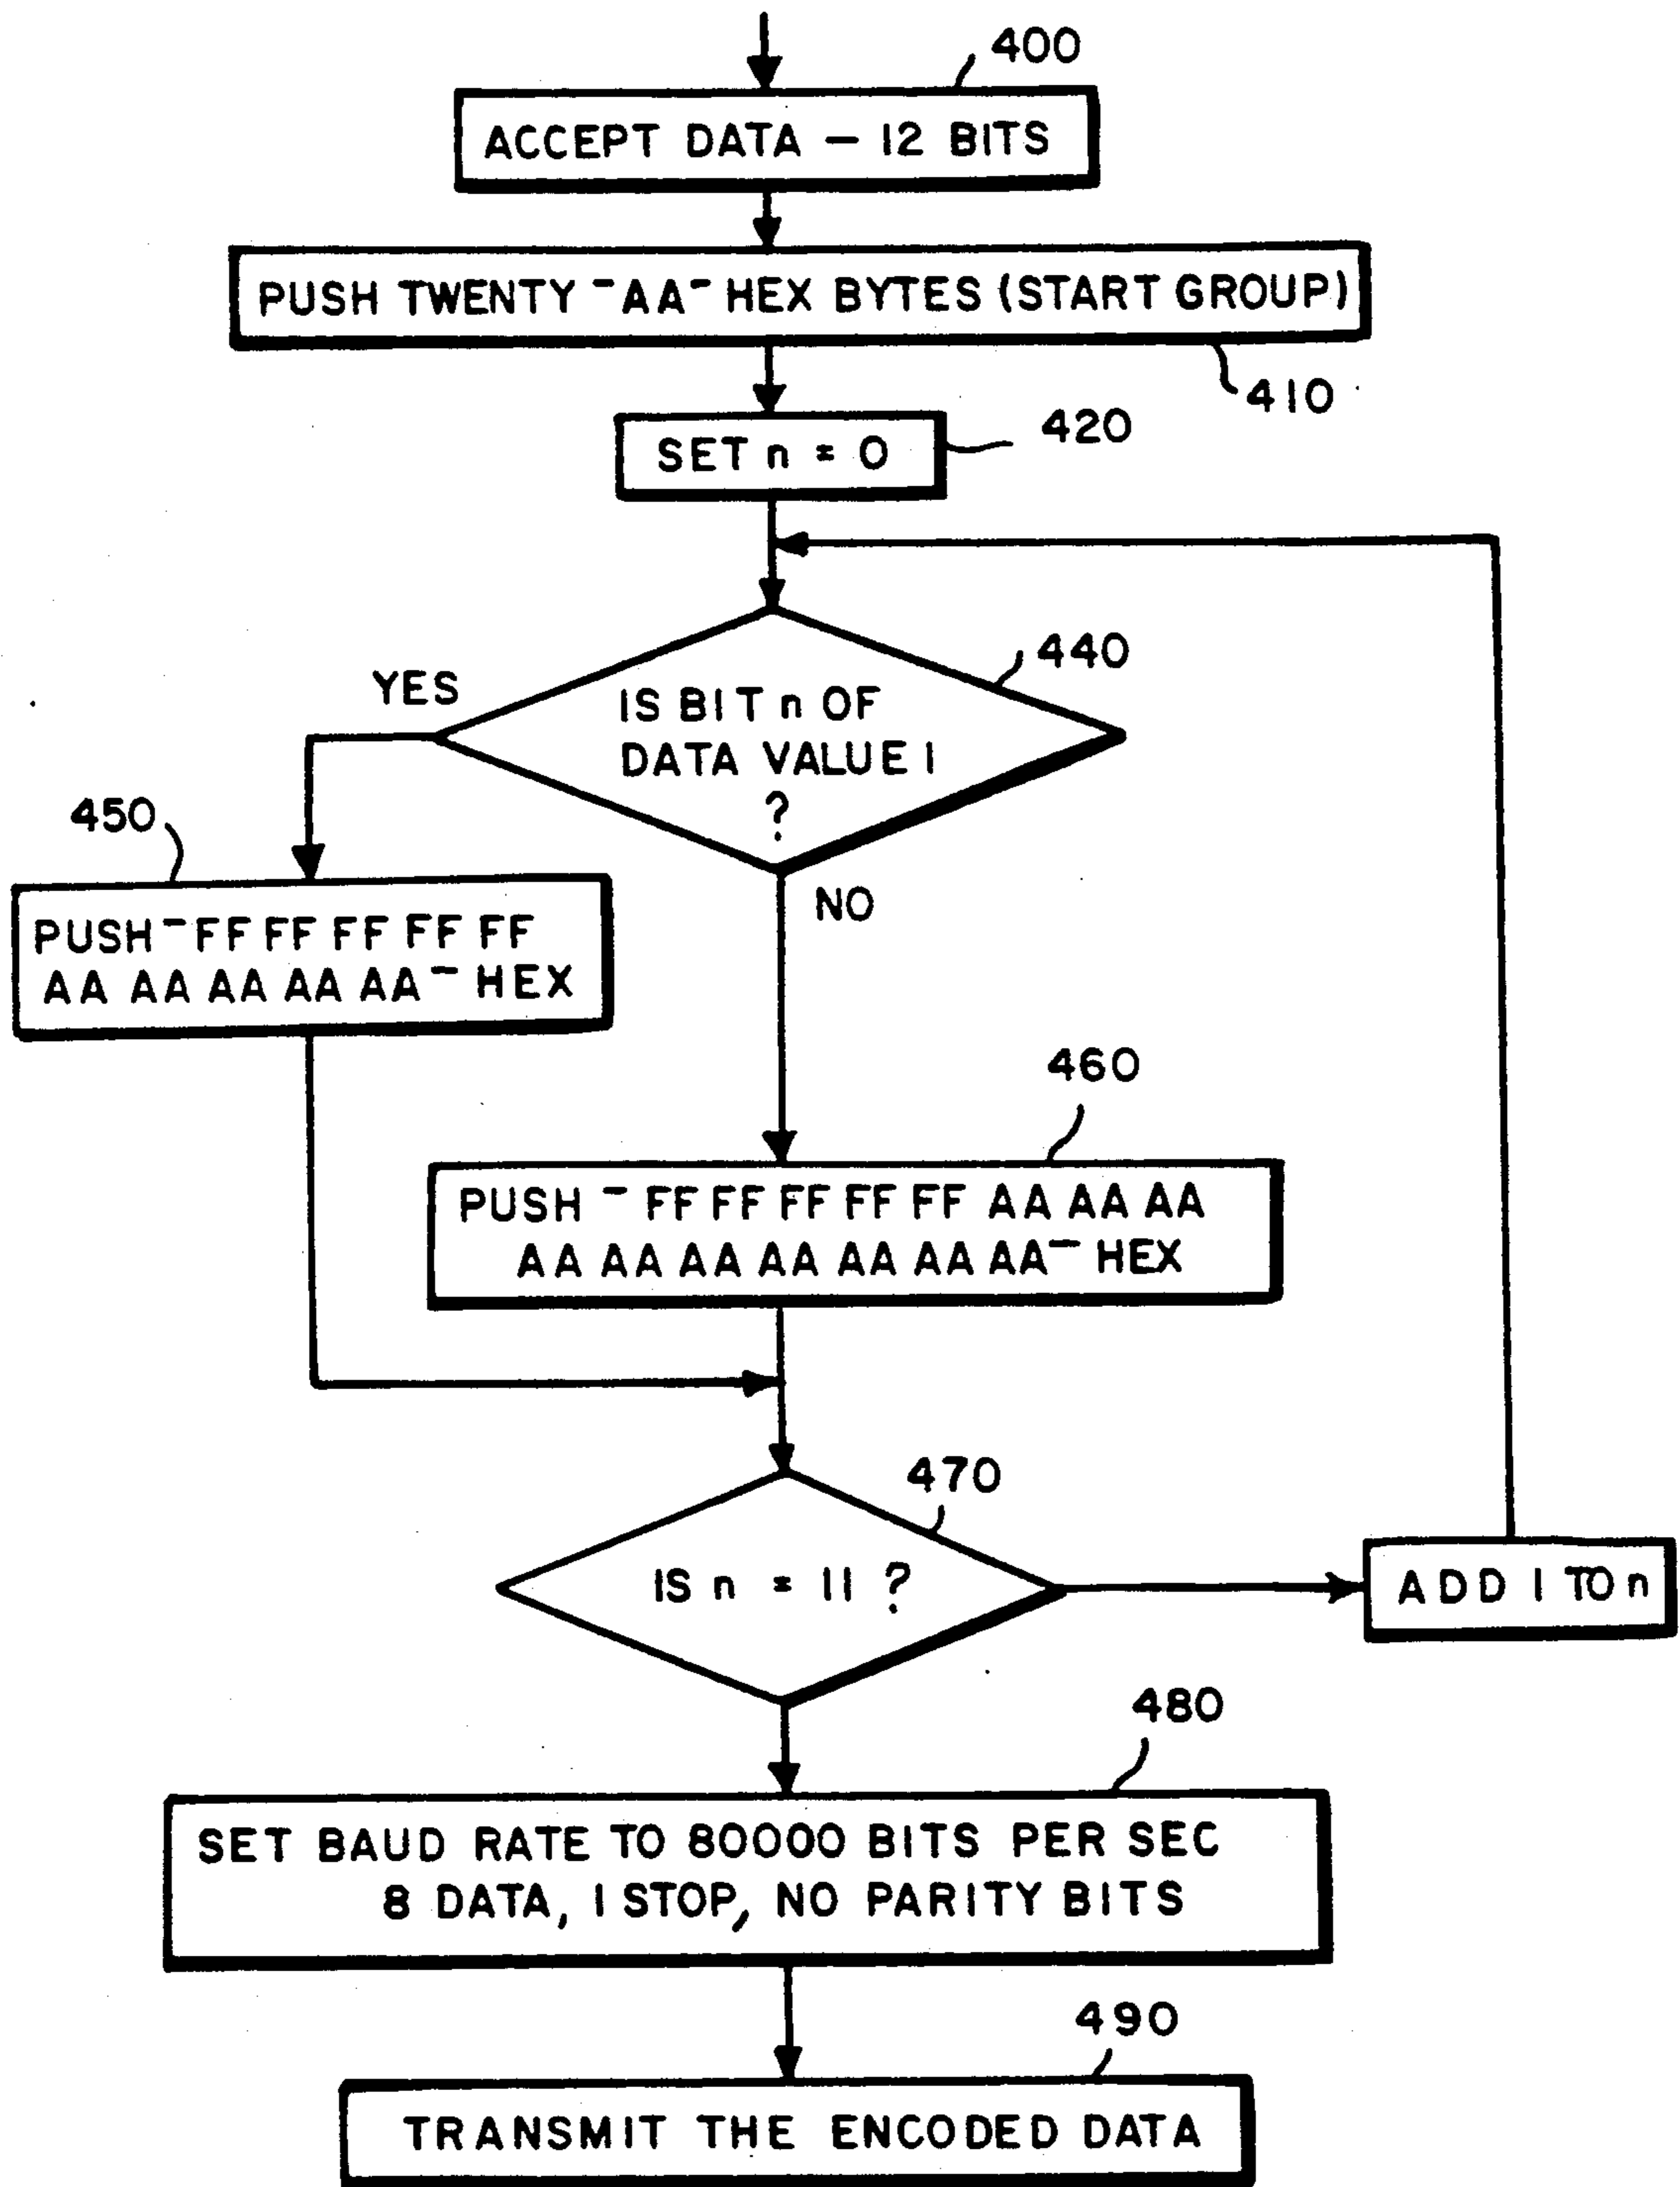 400
ACCEPT DATA — 12 BITS
PUSH TWENTY "AA" HEX BYTES (START GROUP)
410
SET n = 0
420
440
YES
IS BIT n OF
DATA VALUE 1
?
NO
450
PUSH "FF FF FF FF FF
AA AA AA AA AA" HEX
460
PUSH " FF FF FF FF FF AA AA AA
AA AA AA AA AA AA AA" HEX
470
IS n = 11 ?
ADD 1 TO n
480
SET BAUD RATE TO 80000 BITS PER SEC
8 DATA, 1 STOP, NO PARITY BITS
490
TRANSMIT THE ENCODED DATA